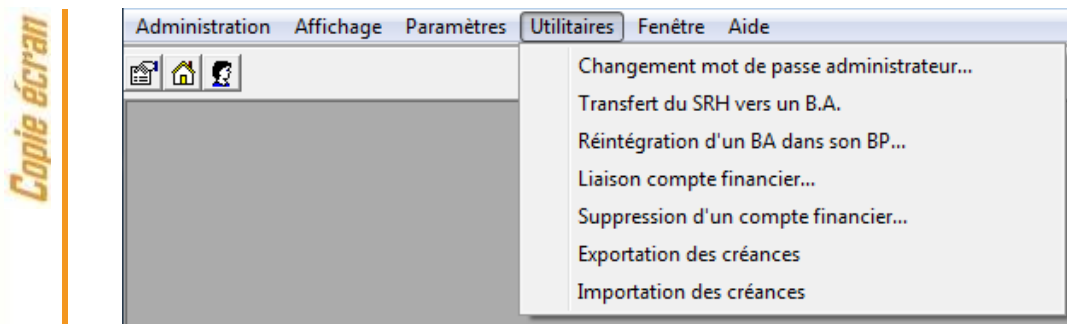 Copie écran
Administration Affichage Paramètres Utilitaires Fenêtre Aide
Changement mot de passe administrateur...
Transfert du SRH vers un B.A.
Réintégration d'un BA dans son BP...
Liaison compte financier...
Suppression d'un compte financier...
Exportation des créances
Importation des créances